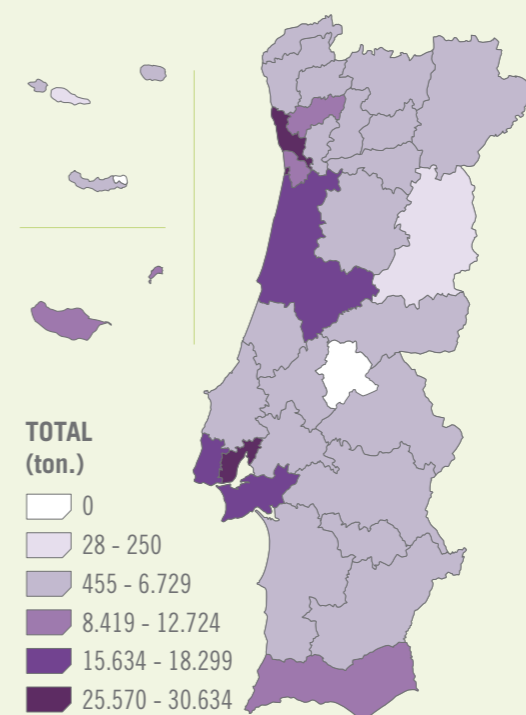 TOTAL
(ton.)
0
28 - 250
455 - 6.729
8.419 - 12.724
15.634 - 18.299
25.570 - 30.634